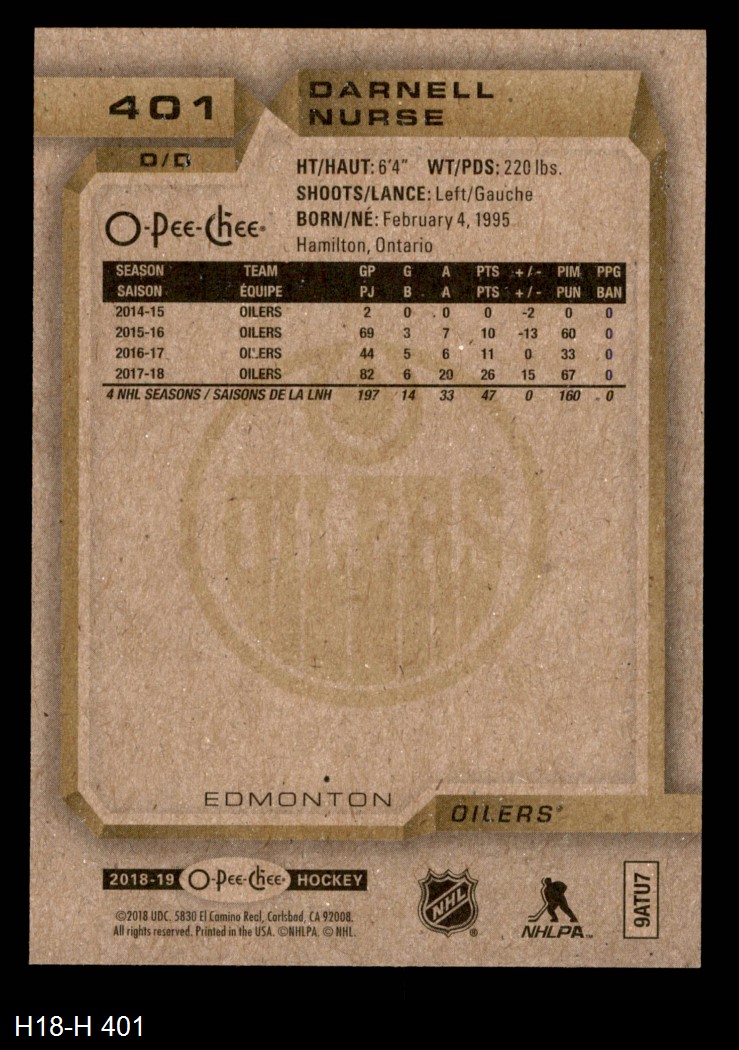 401
DARNELL
NURSE
D/D
HT/HAUT: 6'4" WT/PDS: 220 lbs.
SHOOTS/LANCE: Left/Gauche
BORN/NÉ: February 4, 1995
Hamilton, Ontario
O-Pee-Chee
SEASON TEAM GP G A PTS +/- PIM PPG
SAISON ÉQUIPE PJ B A PTS +/- PUN BAN
2014-15 OILERS 2 0 0 0 -2 0 0
2015-16 OILERS 69 3 7 10 -13 60 0
2016-17 OILERS 44 5 6 11 0 33 0
2017-18 OILERS 82 6 20 26 15 67 0
4 NHL SEASONS / SAISONS DE LA LNH 197 14 33 47 0 160 0
OILERS
EDMONTON
OILERS
2018-19 O-Pee-Chee HOCKEY
©2018 UDC. 5830 El Camino Real, Carlsbad, CA 92008.
All rights reserved. Printed in the USA. ©NHLPA. © NHL.
NHL®
NHLPA™
9ATU7
H18-H 401